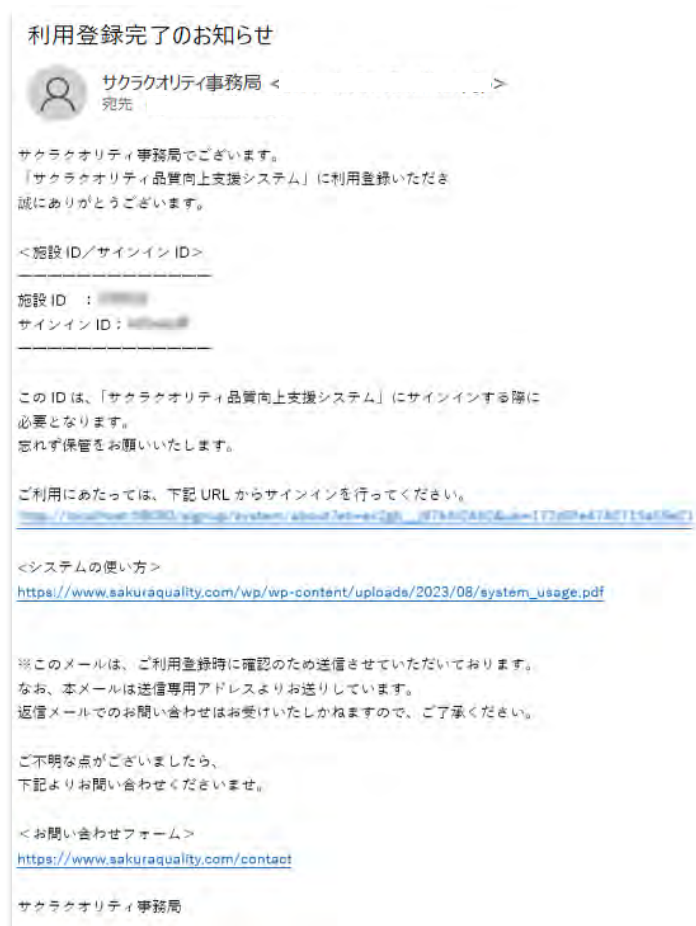 利用登録完了のお知らせ
サクラクオリティ事務局 < >
宛先
サクラクオリティ事務局でございます。
「サクラクオリティ品質向上支援システム」に利用登録いただき
誠にありがとうございます。
<施設 ID／サインイン ID>
――――――――――――――
施設 ID ：
サインイン ID：
――――――――――――――
この ID は、「サクラクオリティ品質向上支援システム」にサインインする際に
必要となります。
忘れず保管をお願いいたします。
ご利用にあたっては、下記 URL からサインインを行ってください。
<システムの使い方>
https://www.sakuraquality.com/wp/wp-content/uploads/2023/08/system_usage.pdf
※このメールは、ご利用登録時に確認のため送信させていただいております。
なお、本メールは送信専用アドレスよりお送りしています。
返信メールでのお問い合わせはお受けいたしかねますので、ご了承ください。
ご不明な点がございましたら、
下記よりお問い合わせくださいませ。
<お問い合わせフォーム>
https://www.sakuraquality.com/contact
サクラクオリティ事務局